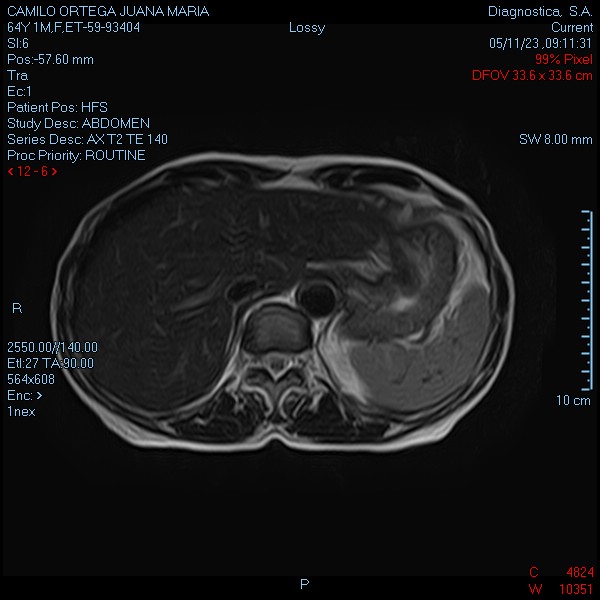 CAMILO ORTEGA JUANA MARIA
64Y 1M,F,ET-59-93404
Sl:6
Pos:-57.60 mm
Tra
Ec:1
Patient Pos: HFS
Study Desc: ABDOMEN
Series Desc: AX T2 TE 140
Proc Priority: ROUTINE
< 12 - 6 >
Lossy
Diagnostica, S.A.
Current
05/11/23 ,09:11:31
99% Pixel
DFOV 33.6 x 33.6 cm
SW 8.00 mm
R
2550.00//140.00
Etl:27 TA:90.00
564x608
Enc: >
1nex
10 cm
P
C 4824
W 10351